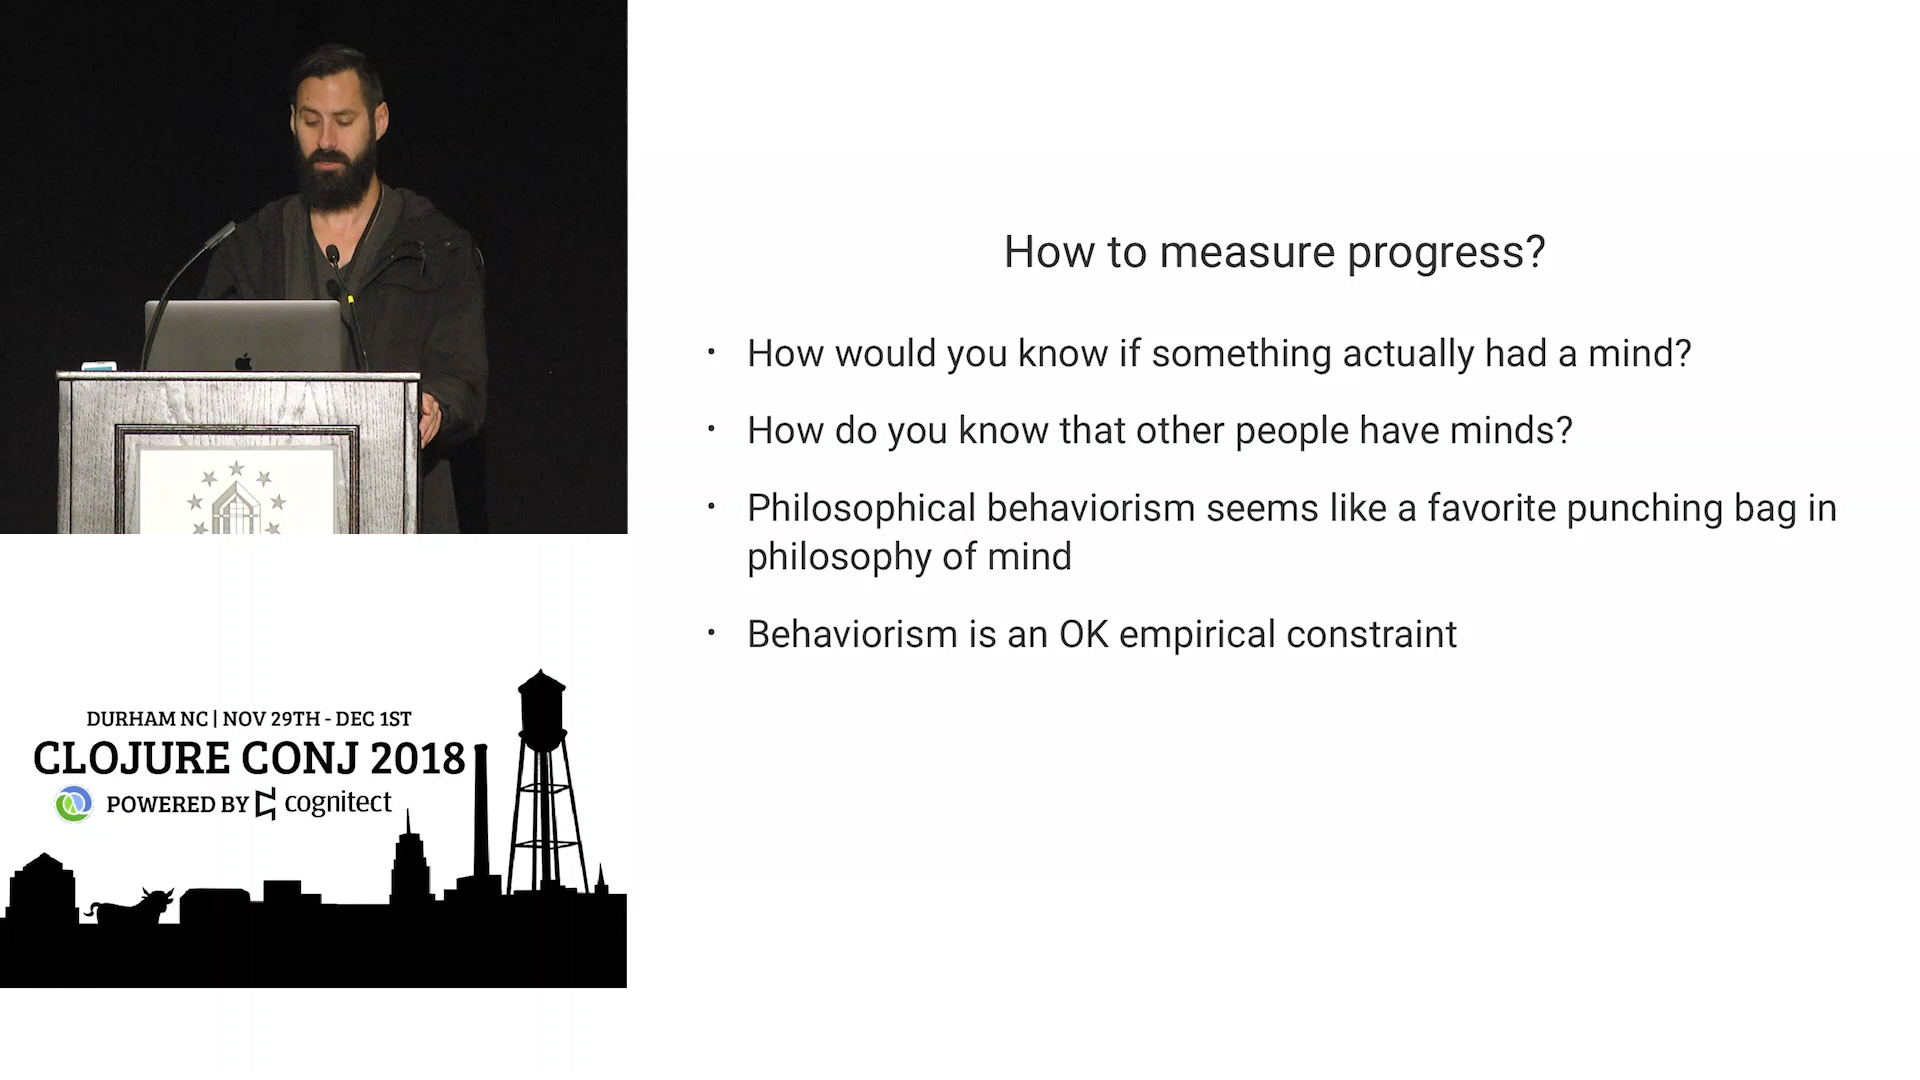 How to measure progress?
· How would you know if something actually had a mind?
· How do you know that other people have minds?
· Philosophical behaviorism seems like a favorite punching bag in
philosophy of mind
· Behaviorism is an OK empirical constraint
DURHAM NC | NOV 29TH - DEC 1ST
CLOJURE CONJ 2018
POWERED BY cognitect